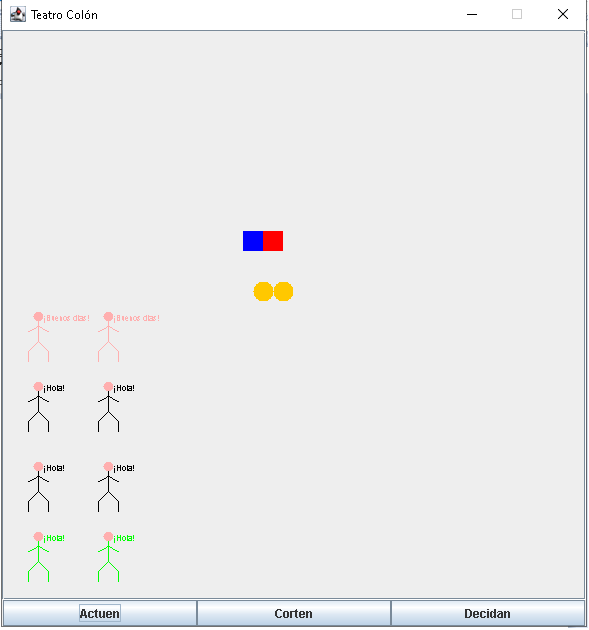 Teatro Colón
¡Buenos días! ¡Buenos días!
¡Hola! ¡Hola!
¡Hola! ¡Hola!
¡Hola! ¡Hola!
Actuen Corten Decidan